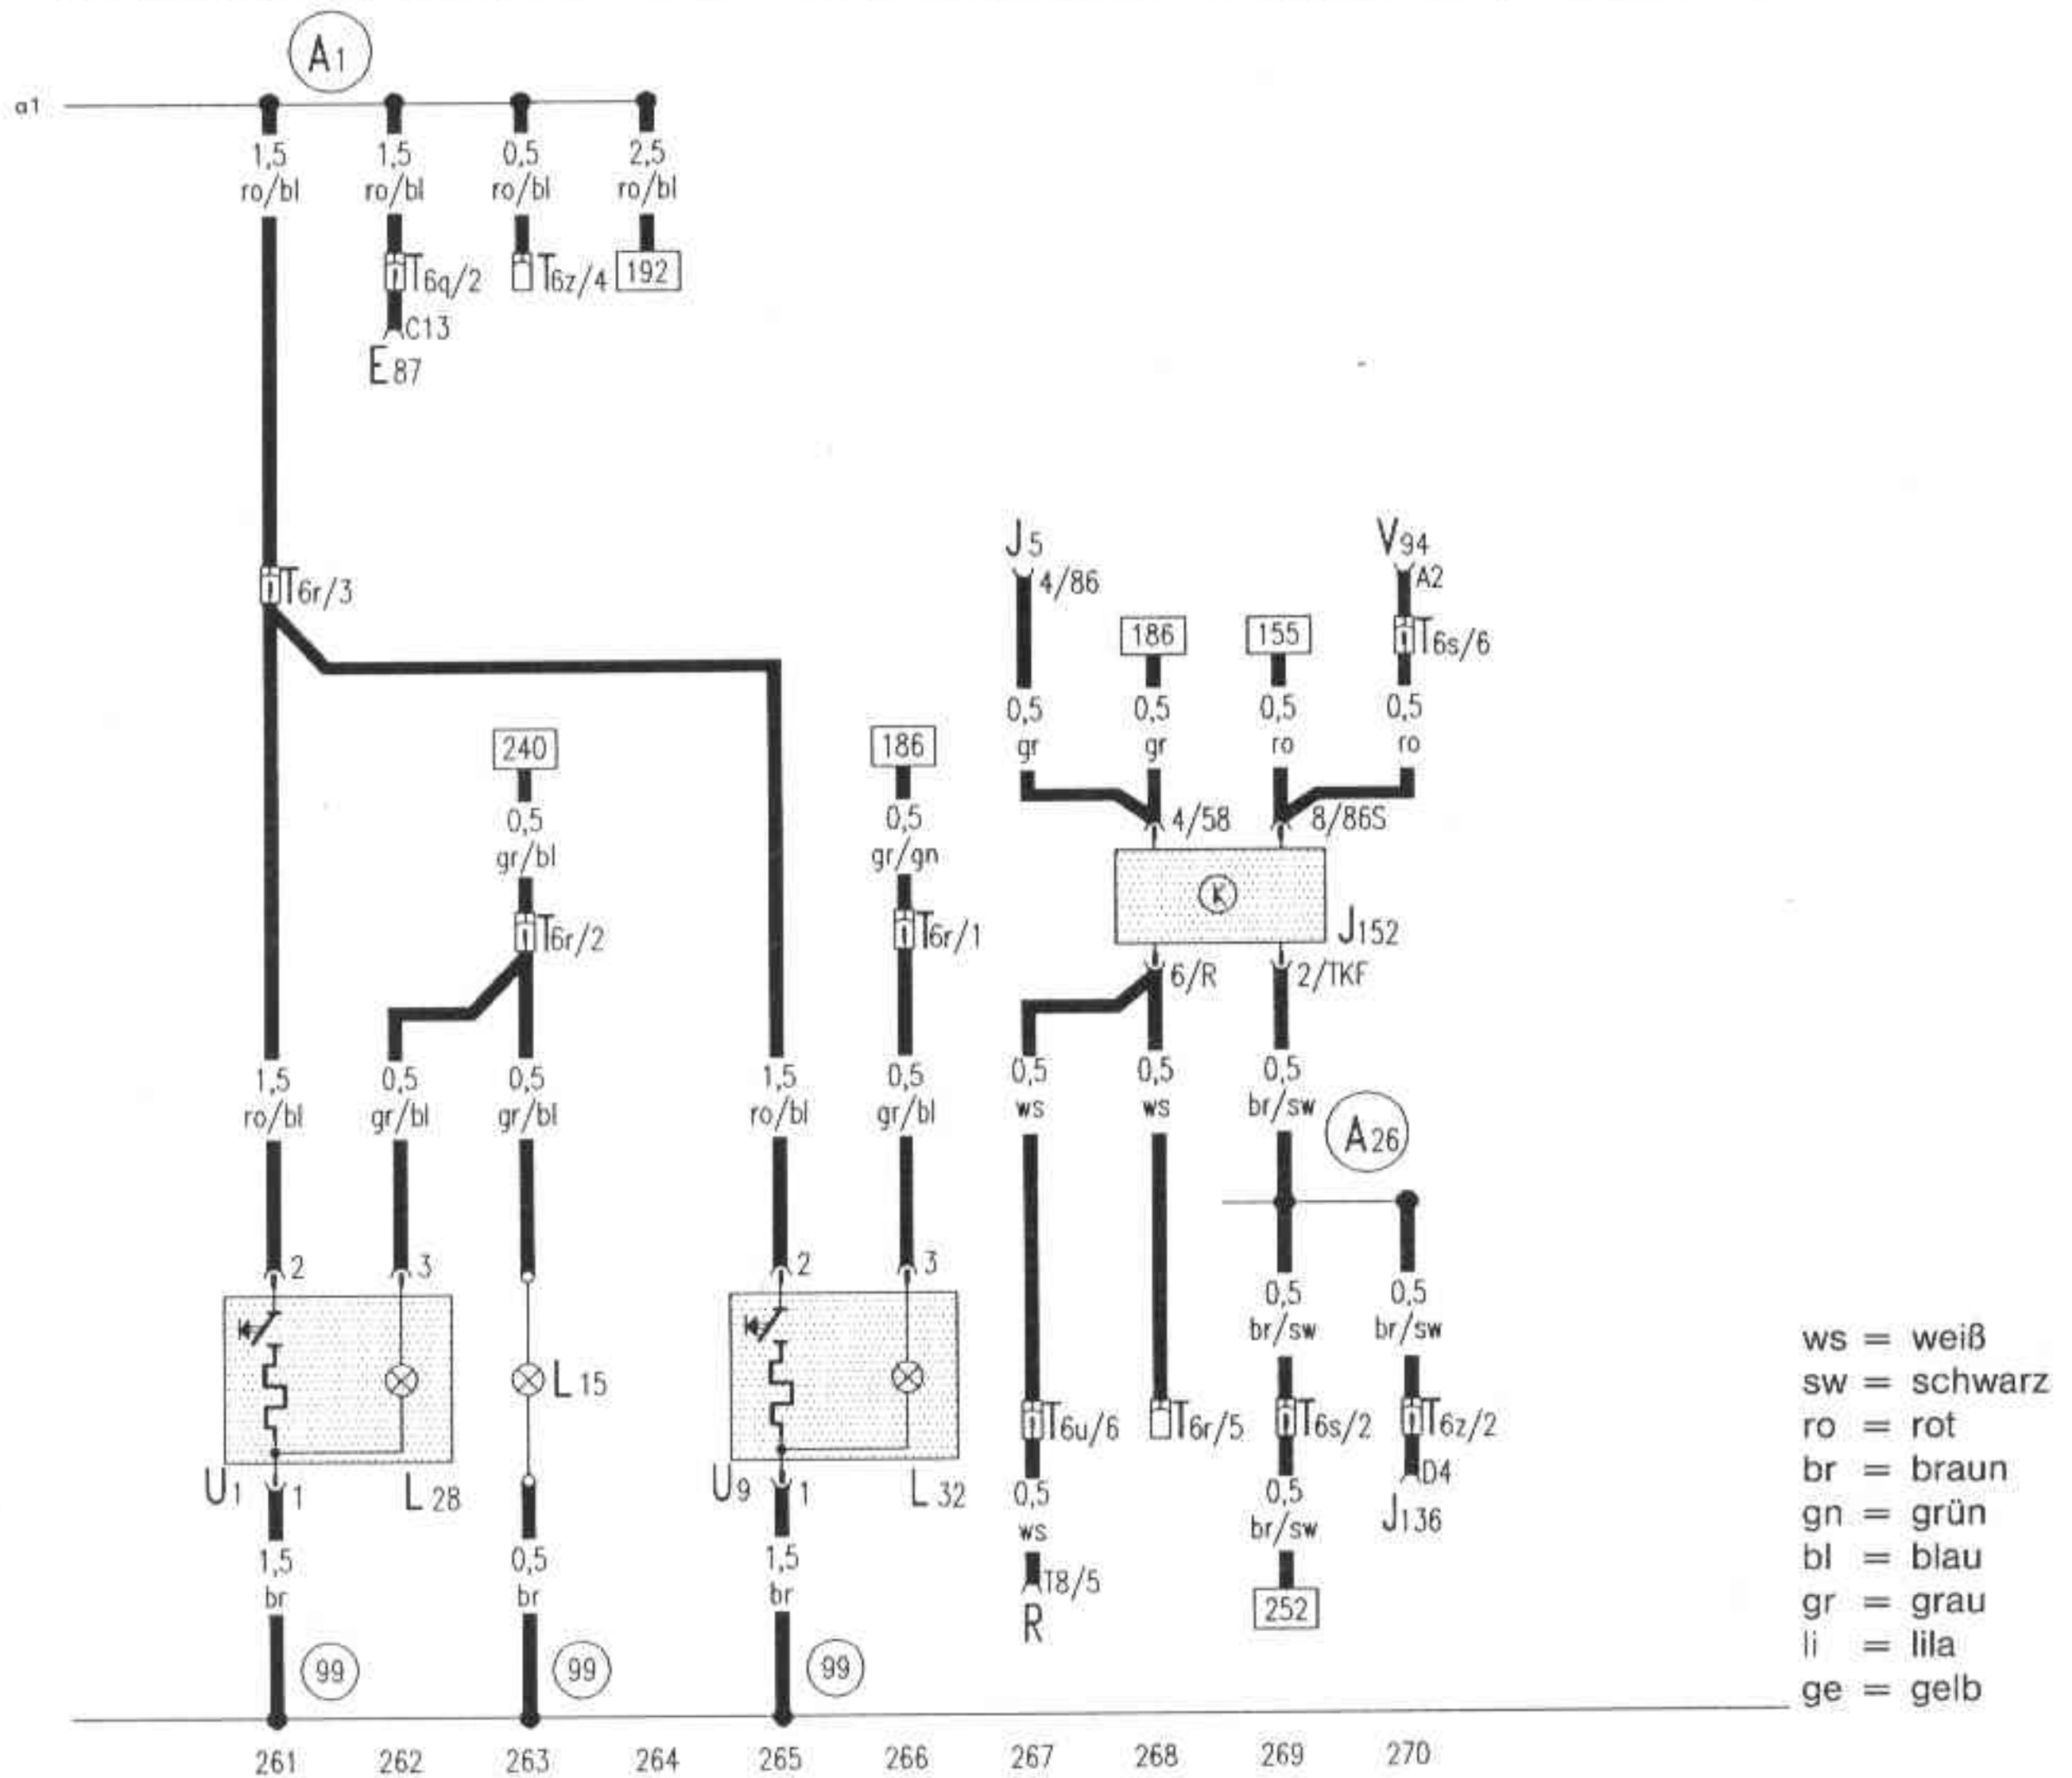 A1
a1
1,5 1,5 0,5 2,5
ro/bl ro/bl ro/bl ro/bl
T6q/2 T6z/4 192
C13
E87
T6r/3
J5 V94
4/86 A2
186 155 T6s/6
0,5 0,5 0,5 0,5
gr gr ro ro
240 186
0,5 0,5 4/58 8/86S
gr/bl gr/gn
K
T6r/2 T6r/1 J152
6/R 2/TKF
1,5 0,5 0,5 1,5 0,5 0,5 0,5 0,5
ro/bl gr/bl gr/bl ro/bl gr/bl ws ws br/sw
A26
2 3 2 3
0,5 0,5
br/sw br/sw
L15
T6u/6 T6r/5 T6s/2 T6z/2
D4
U1 1 L28 U9 1 L32 0,5 0,5 J136
ws br/sw
1,5 0,5 1,5 T8/5
br br br R 252
99 99 99
261 262 263 264 265 266 267 268 269 270
ws = weiß
sw = schwarz
ro = rot
br = braun
gn = grün
bl = blau
gr = grau
li = lila
ge = gelb